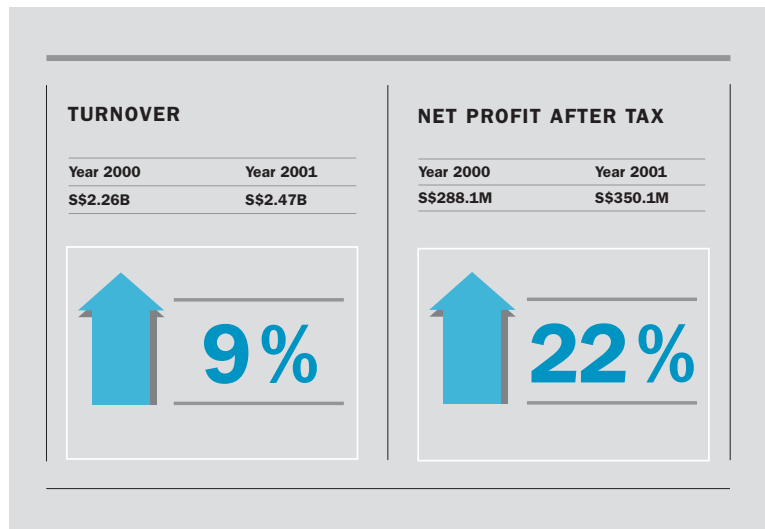 TURNOVER
Year 2000 Year 2001
S$2.26B S$2.47B
9%
NET PROFIT AFTER TAX
Year 2000 Year 2001
S$288.1M S$350.1M
22%